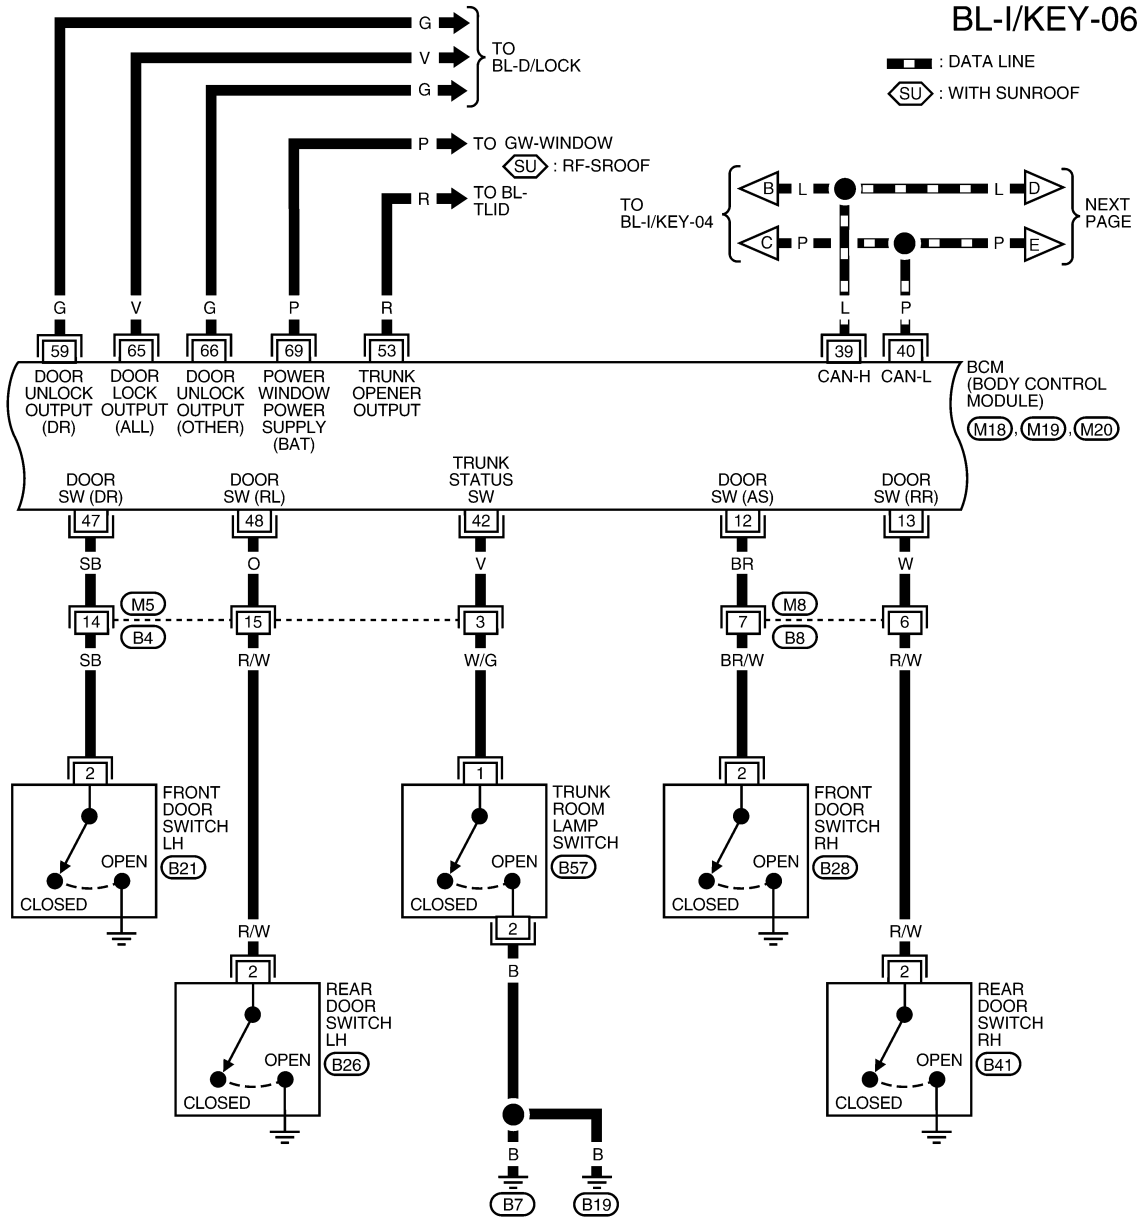 BL-I/KEY-06
G
TO
BL-D/LOCK
V
G
: DATA LINE
SU : WITH SUNROOF
P
TO GW-WINDOW
SU : RF-SROOF
R
TO BL-
TLID
TO
BL-I/KEY-04
B L L D
C P P E
NEXT
PAGE
G V G P R L P
59 65 66 69 53 39 40
DOOR
UNLOCK
OUTPUT
(DR)
DOOR
LOCK
OUTPUT
(ALL)
DOOR
UNLOCK
OUTPUT
(OTHER)
POWER
WINDOW
POWER
SUPPLY
(BAT)
TRUNK
OPENER
OUTPUT
CAN-H
CAN-L
BCM
(BODY CONTROL
MODULE)
M18 , M19 , M20
DOOR
SW (DR)
DOOR
SW (RL)
TRUNK
STATUS
SW
DOOR
SW (AS)
DOOR
SW (RR)
47 48 42 12 13
SB O V BR W
M5 M8
14 15 3 7 6
B4 B8
SB R/W W/G BR/W R/W
2
FRONT
DOOR
SWITCH
LH
B21
OPEN
CLOSED
1
TRUNK
ROOM
LAMP
SWITCH
B57
OPEN
CLOSED
2
B
2
FRONT
DOOR
SWITCH
RH
B28
OPEN
CLOSED
R/W
2
REAR
DOOR
SWITCH
LH
B26
OPEN
CLOSED
R/W
2
REAR
DOOR
SWITCH
RH
B41
OPEN
CLOSED
B B
B7 B19